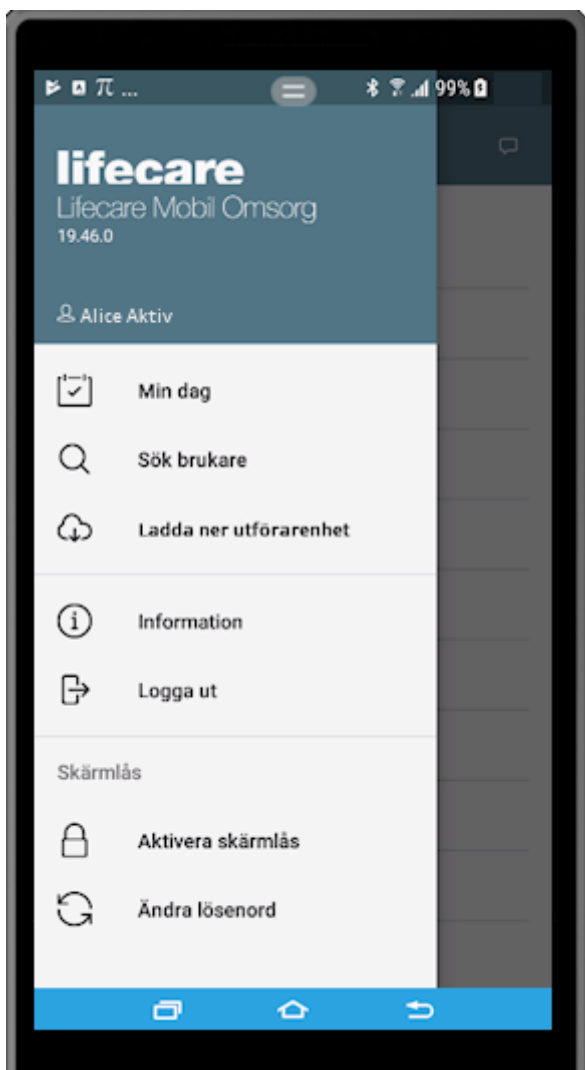 π ... 99%
lifecare
Lifecare Mobil Omsorg
19.46.0
Alice Aktiv
Min dag
Sök brukare
Ladda ner utförarenhet
Information
Logga ut
Skärmlås
Aktivera skärmlås
Ändra lösenord